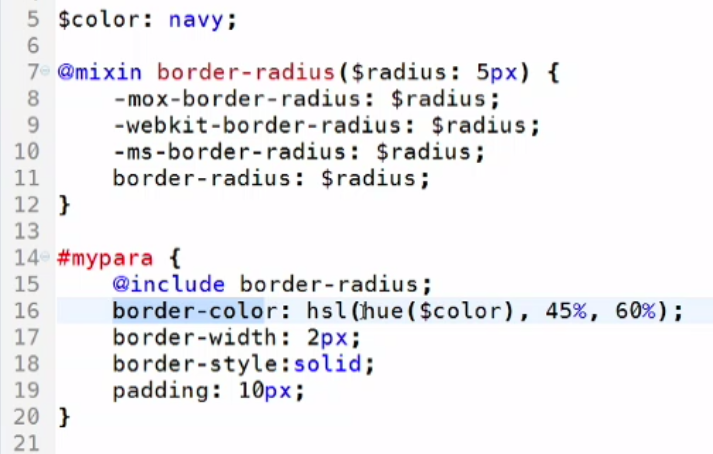 5 $color: navy;
6
7 @mixin border-radius($radius: 5px) {
8 -mox-border-radius: $radius;
9 -webkit-border-radius: $radius;
10 -ms-border-radius: $radius;
11 border-radius: $radius;
12 }
13
14 #mypara {
15 @include border-radius;
16 border-color: hsl(hue($color), 45%, 60%);
17 border-width: 2px;
18 border-style:solid;
19 padding: 10px;
20 }
21